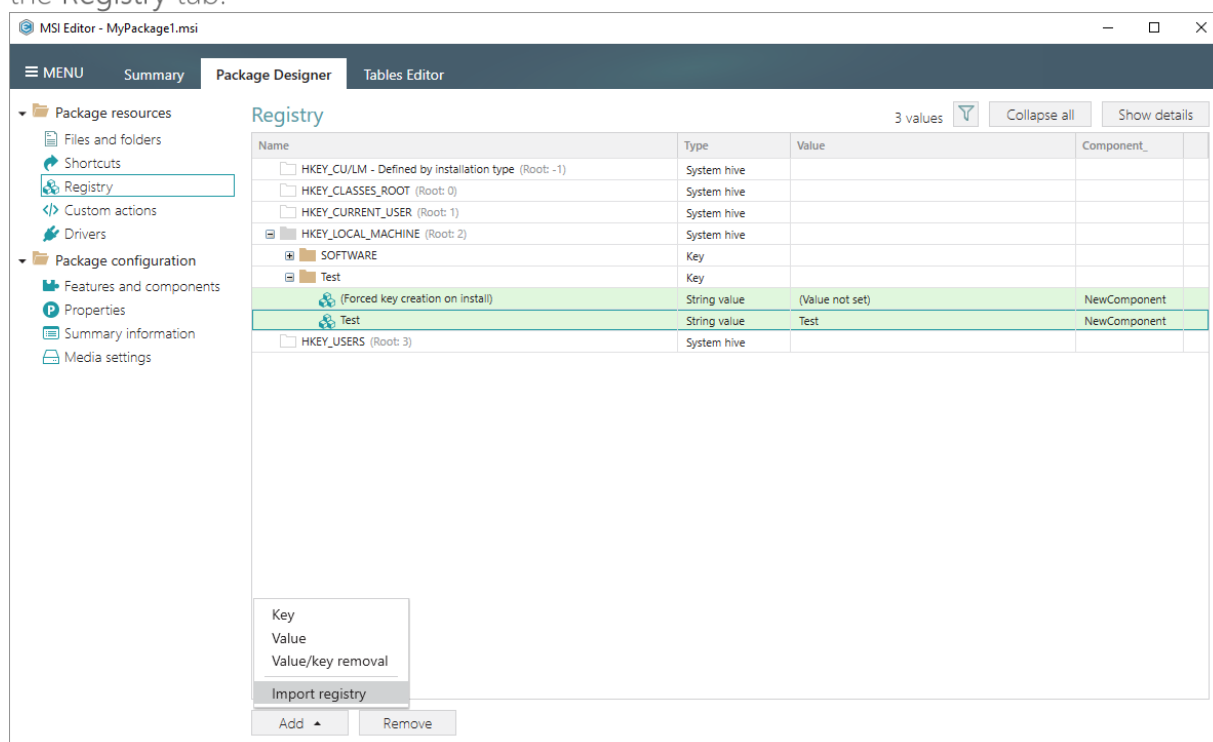 the Registry tab.
MSI Editor - MyPackage1.msi
MENU Summary Package Designer Tables Editor
Package resources
Files and folders
Shortcuts
Registry
Custom actions
Drivers
Package configuration
Features and components
Properties
Summary information
Media settings
Registry 3 values Collapse all Show details
Name Type Value Component_
HKEY_CU/LM - Defined by installation type (Root: -1) System hive
HKEY_CLASSES_ROOT (Root: 0) System hive
HKEY_CURRENT_USER (Root: 1) System hive
HKEY_LOCAL_MACHINE (Root: 2) System hive
SOFTWARE Key
Test Key
(Forced key creation on install) String value (Value not set) NewComponent
Test String value Test NewComponent
HKEY_USERS (Root: 3) System hive
Key
Value
Value/key removal
Import registry
Add Remove